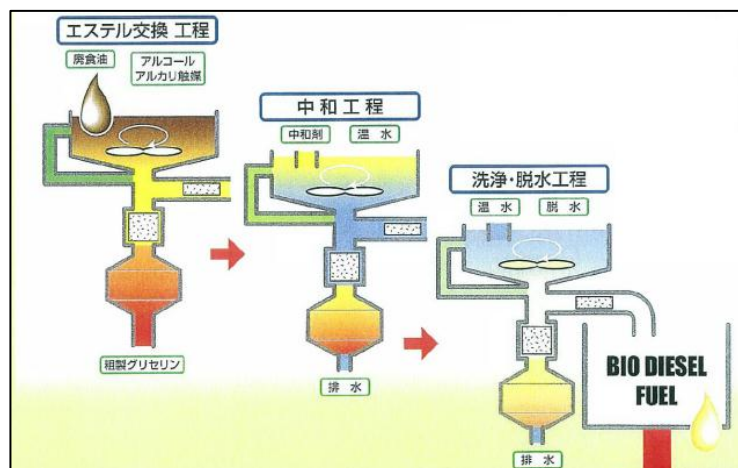 エステル交換 工程
廃食油
アルコール
アルカリ触媒
粗製グリセリン
中和工程
中和剤
温水
排水
洗浄・脱水工程
温水
脱水
排水
BIO DIESEL
FUEL